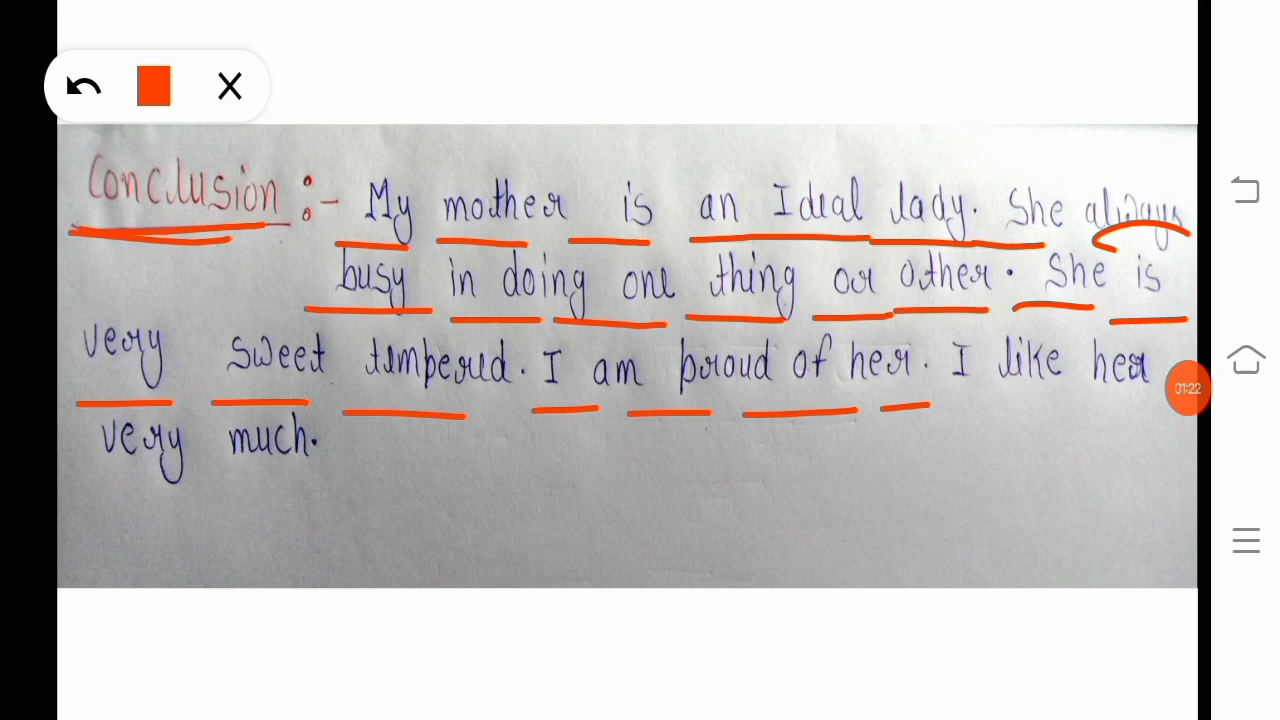 Conclusion :- My mother is an Ideal lady. She always
busy in doing one thing or other. She is
very sweet tempered. I am proud of her. I like her
very much.
01:22